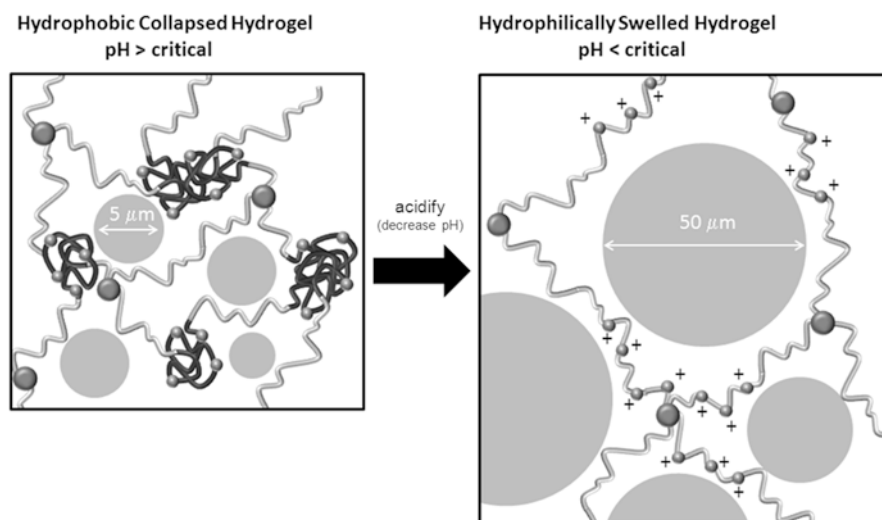 Hydrophobic Collapsed Hydrogel
pH > critical
5 μm
acidify
(decrease pH)
Hydrophilically Swelled Hydrogel
pH < critical
+
+
+
+
+
+
50 μm
+
+
+
+
+
+
+
+
+
+